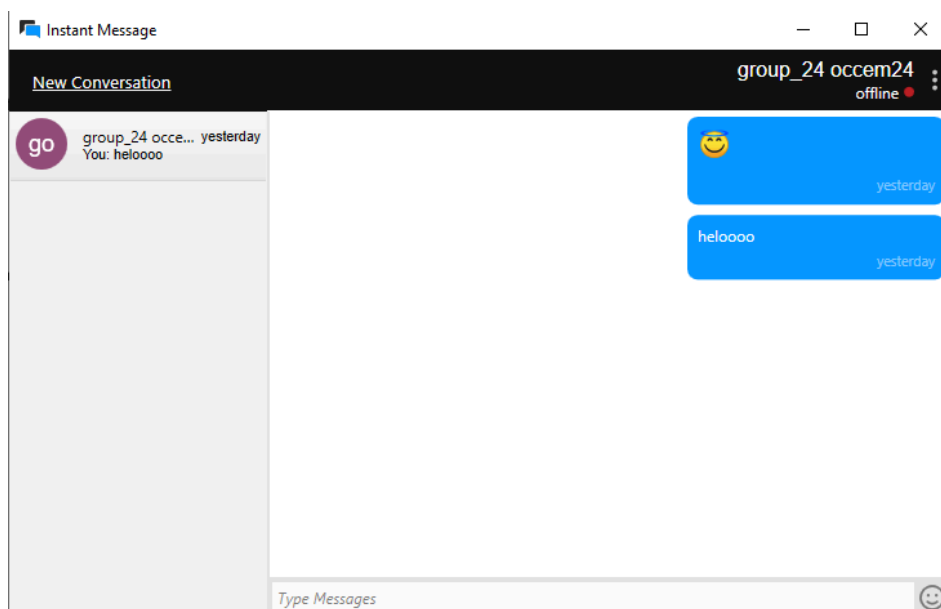 Instant Message
New Conversation
group_24 occem24
offline
go
group_24 occe... yesterday
You: heloooo
yesterday
heloooo
yesterday
Type Messages